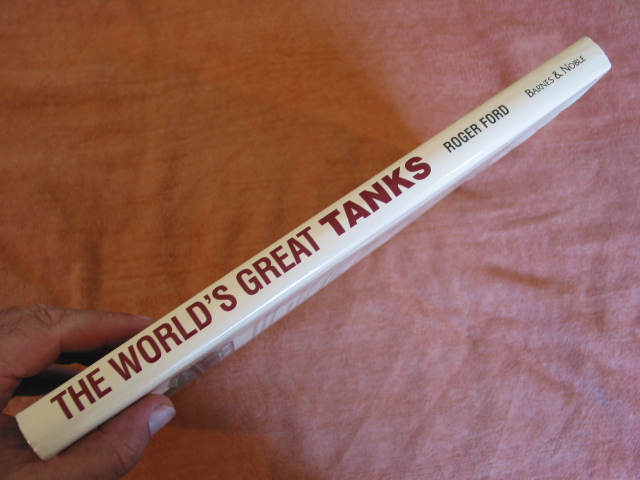 THE WORLD'S GREAT TANKS ROGER FORD BARNES & NOBLE